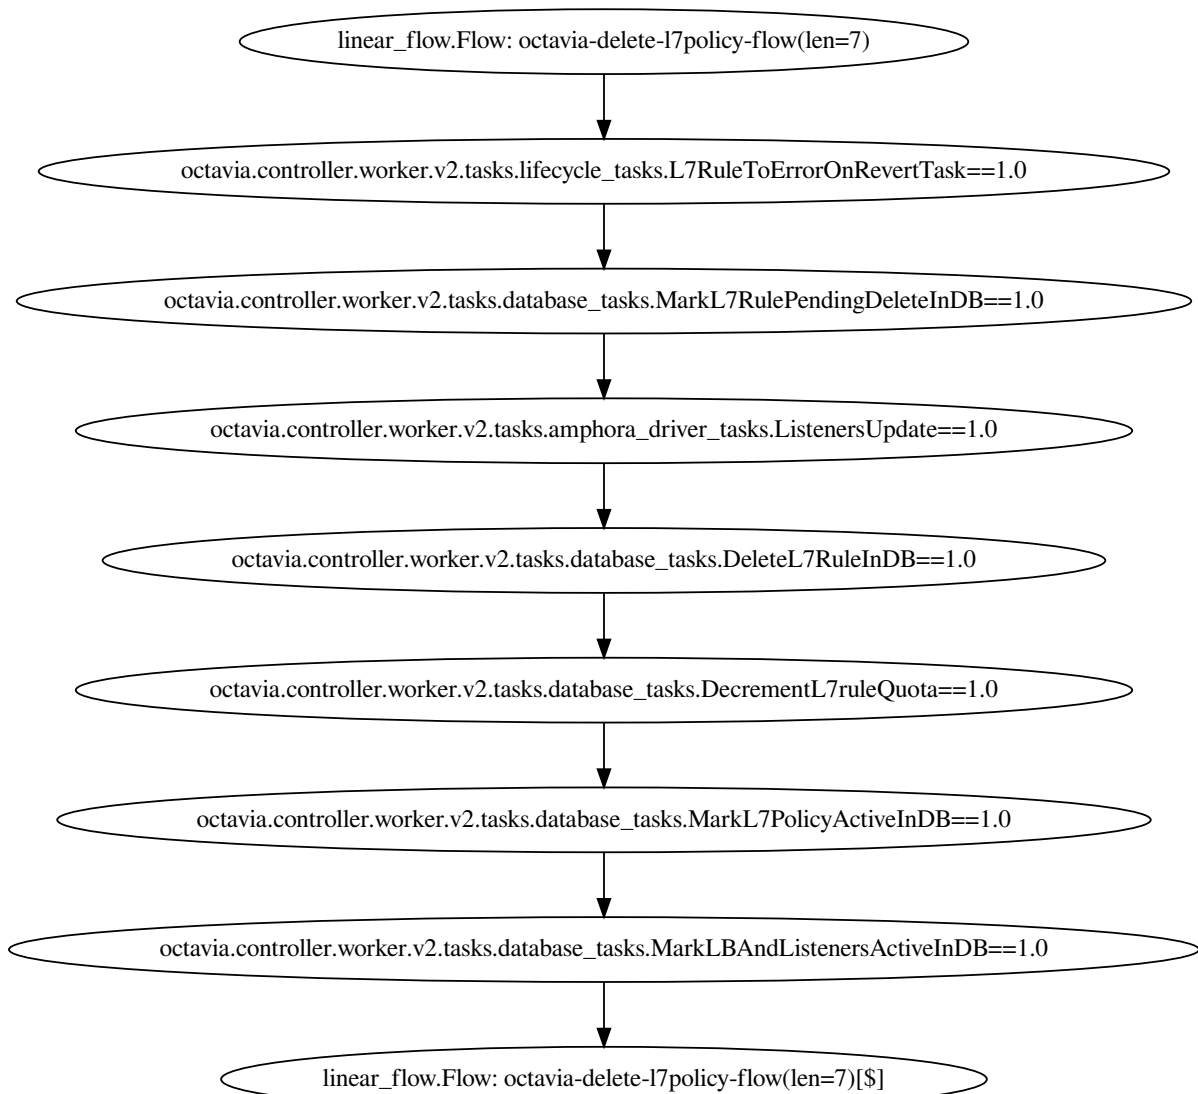 linear_flow.Flow: octavia-delete-l7policy-flow(len=7)
octavia.controller.worker.v2.tasks.lifecycle_tasks.L7RuleToErrorOnRevertTask==1.0
octavia.controller.worker.v2.tasks.database_tasks.MarkL7RulePendingDeleteInDB==1.0
octavia.controller.worker.v2.tasks.amphora_driver_tasks.ListenersUpdate==1.0
octavia.controller.worker.v2.tasks.database_tasks.DeleteL7RuleInDB==1.0
octavia.controller.worker.v2.tasks.database_tasks.DecrementL7ruleQuota==1.0
octavia.controller.worker.v2.tasks.database_tasks.MarkL7PolicyActiveInDB==1.0
octavia.controller.worker.v2.tasks.database_tasks.MarkLBAndListenersActiveInDB==1.0
linear_flow.Flow: octavia-delete-l7policy-flow(len=7)[$]